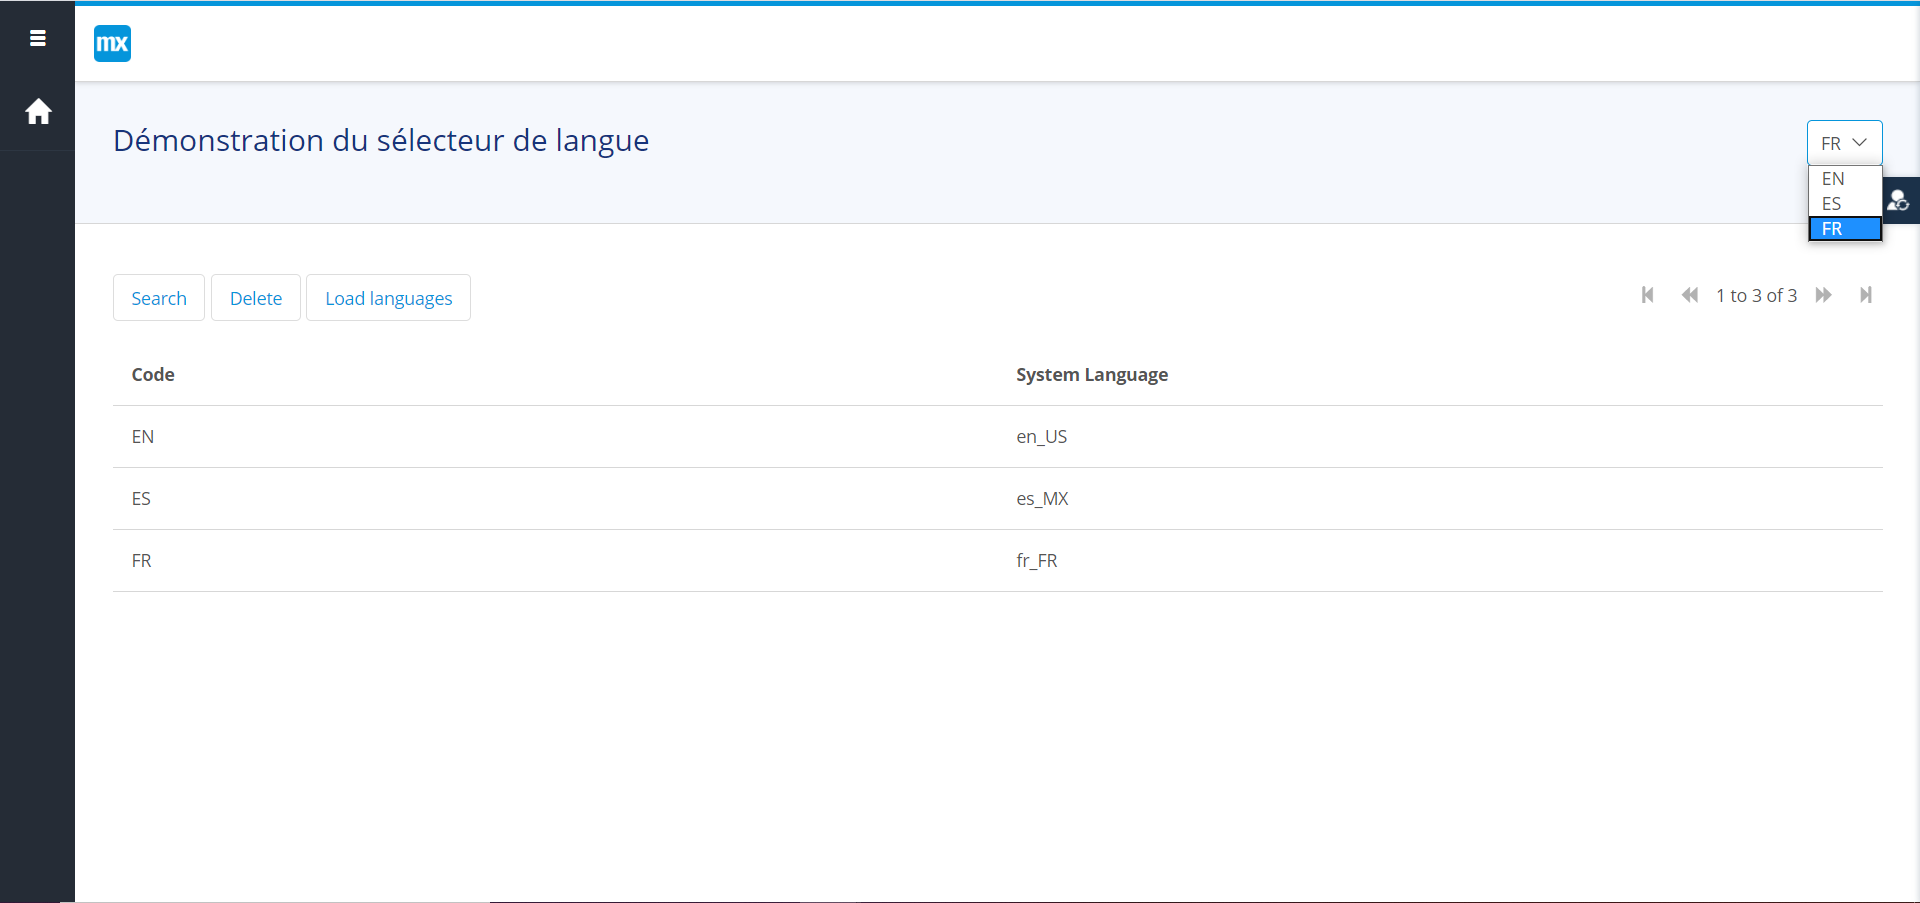 mx
Démonstration du sélecteur de langue
FR
EN
ES
FR
Search Delete Load languages 1 to 3 of 3
Code System Language
EN en_US
ES es_MX
FR fr_FR